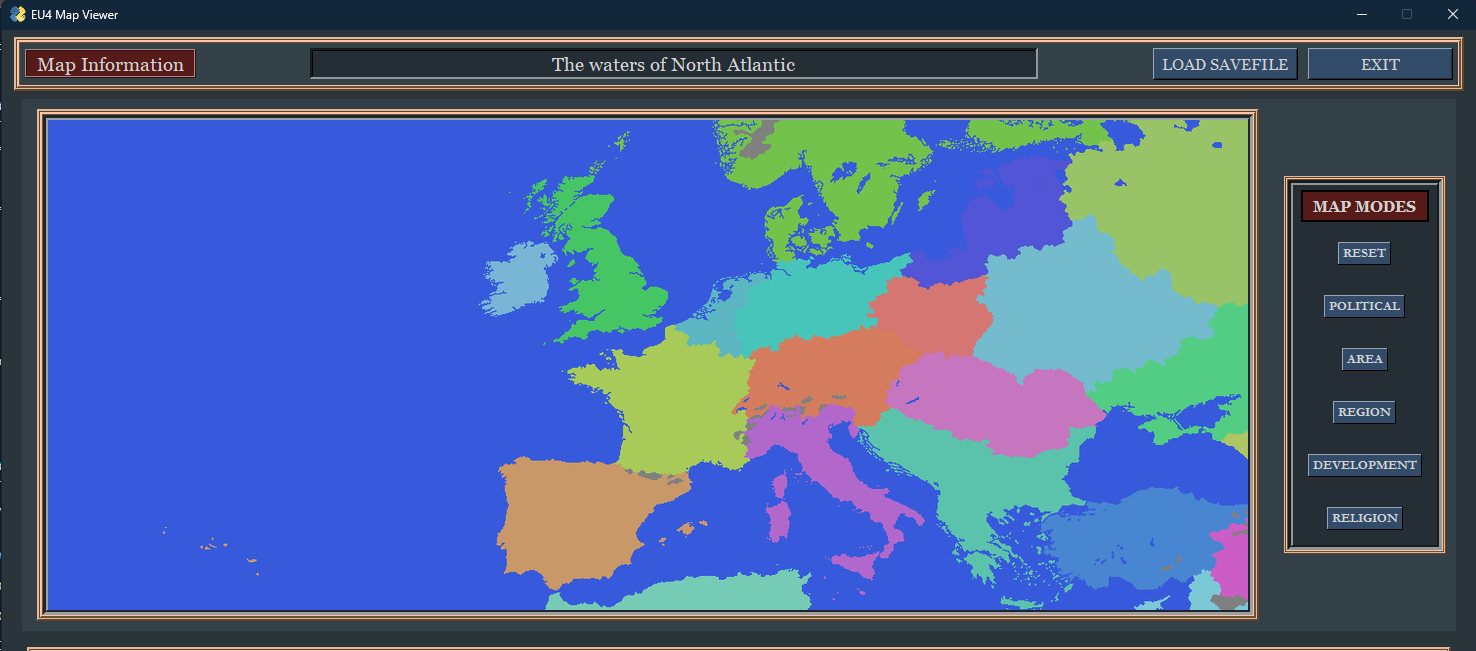 EU4 Map Viewer
Map Information
The waters of North Atlantic
LOAD SAVEFILE
EXIT
MAP MODES
RESET
POLITICAL
AREA
REGION
DEVELOPMENT
RELIGION